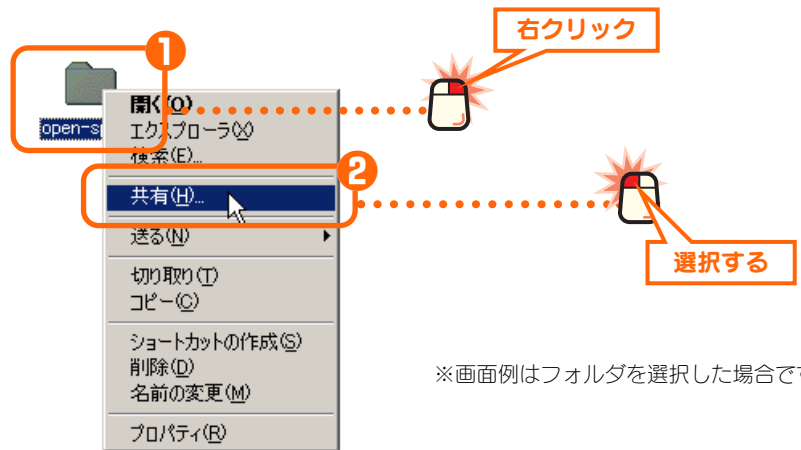 1
右クリック
open-s
開く(O)
エクスプローラ(X)
検索(E)...
2
共有(H)...
送る(N)
選択する
切り取り(T)
コピー(C)
ショートカットの作成(S)
削除(D)
※画面例はフォルダを選択した場合です
名前の変更(M)
プロパティ(R)